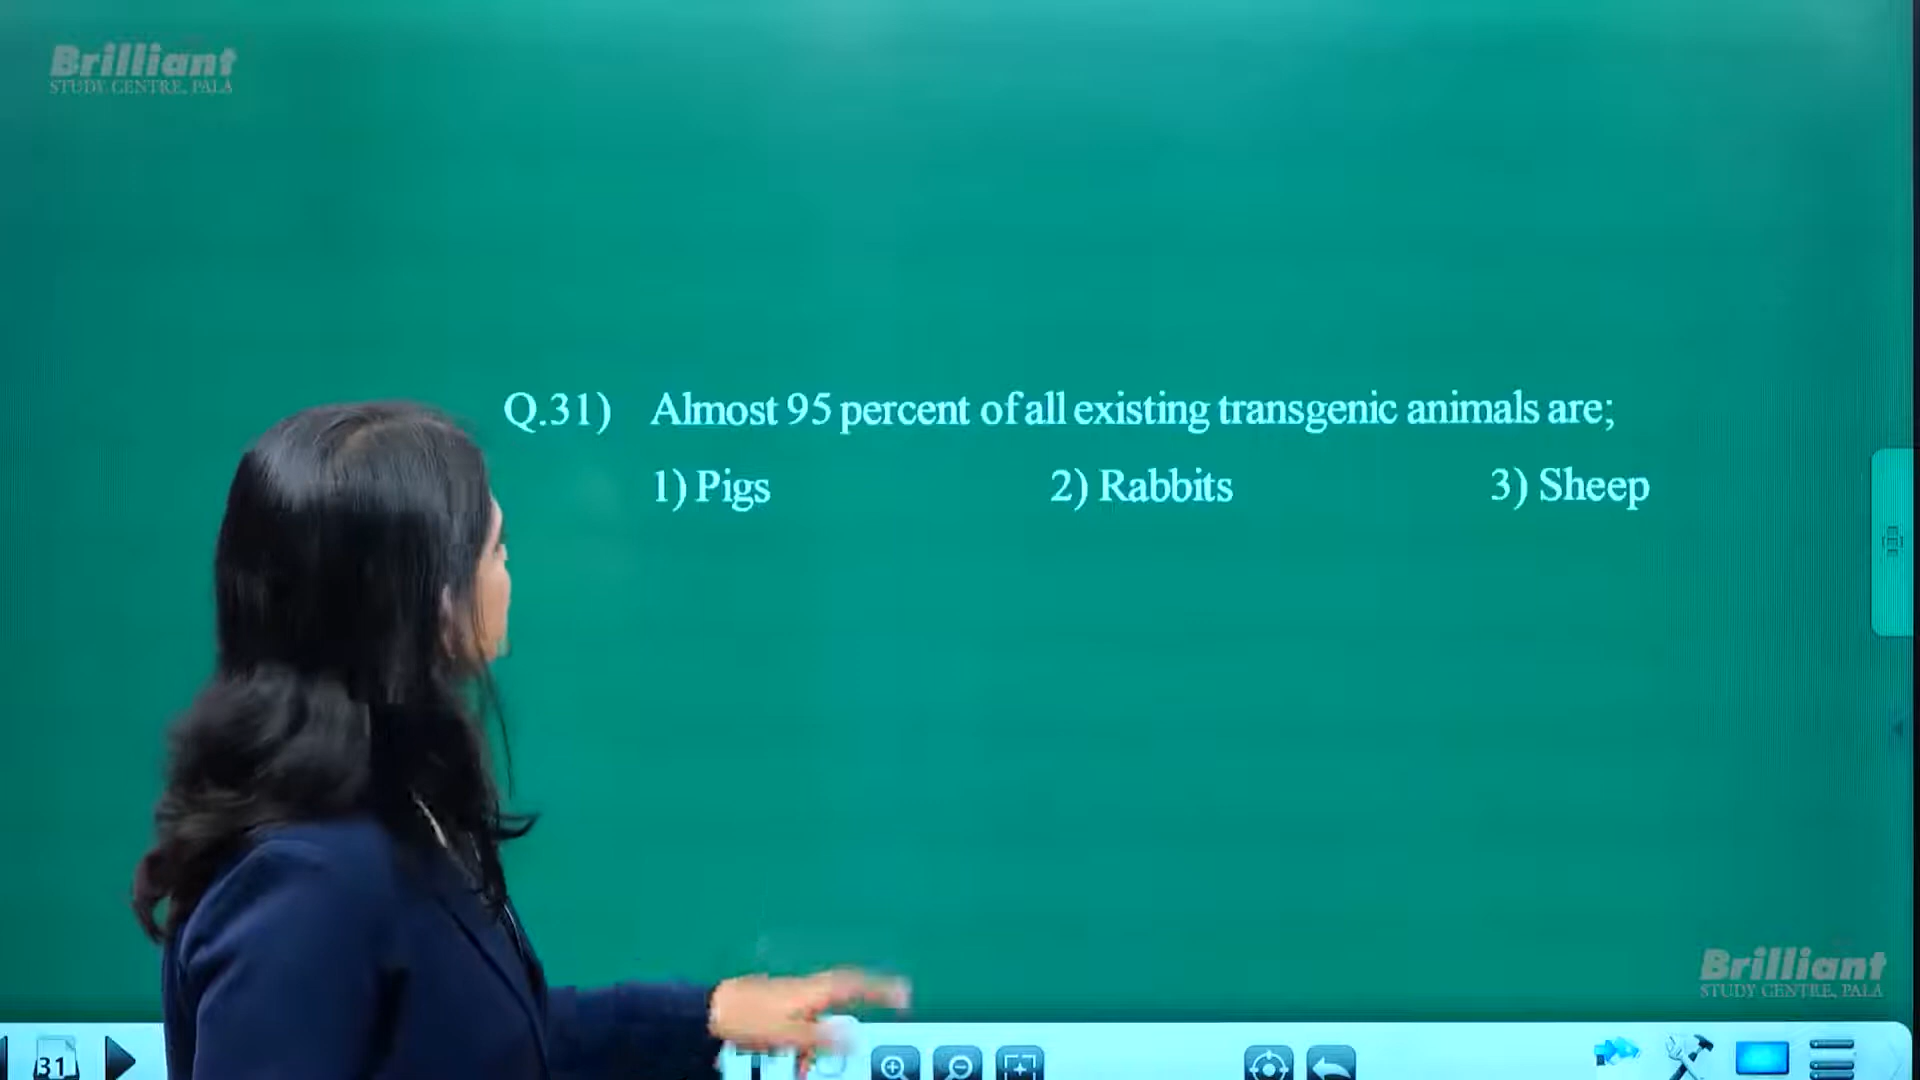 Brilliant
STUDY CENTRE, PALA
Q.31) Almost 95 percent of all existing transgenic animals are;
1) Pigs 2) Rabbits 3) Sheep
Brilliant
STUDY CENTRE, PALA
31